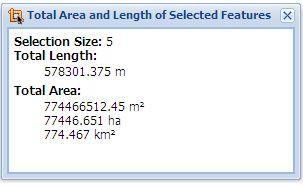 Total Area and Length of Selected Features
Selection Size: 5
Total Length:
578301.375 m
Total Area:
774466512.45 m²
77446.651 ha
774.467 km²